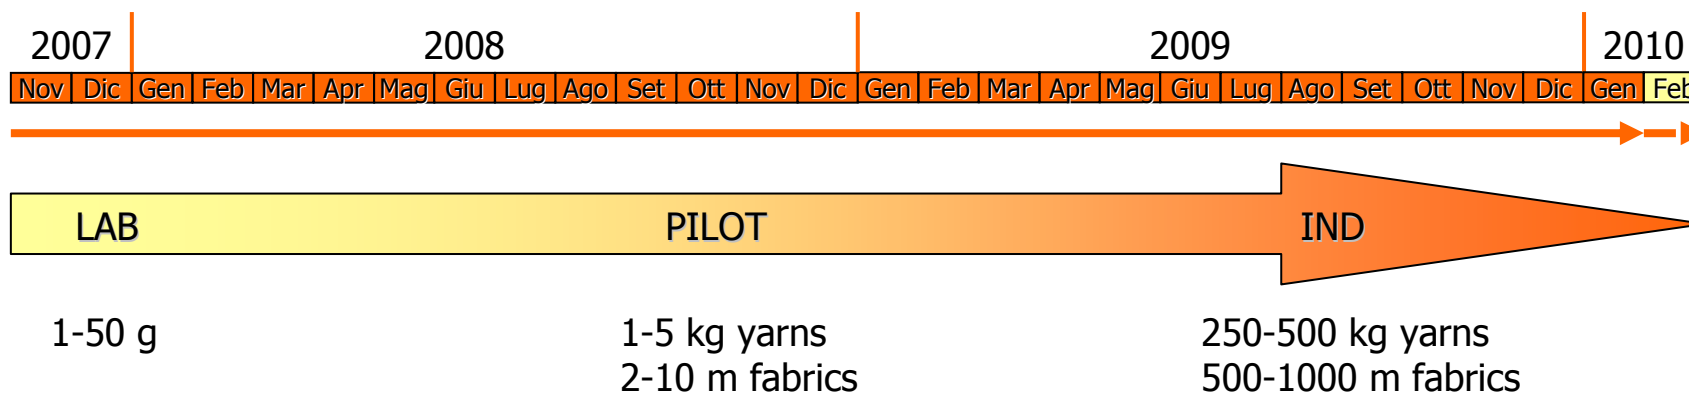 2007 2008 2009 2010
Nov Dic Gen Feb Mar Apr Mag Giu Lug Ago Set Ott Nov Dic Gen Feb Mar Apr Mag Giu Lug Ago Set Ott Nov Dic Gen Feb
LAB PILOT IND
1-50 g 1-5 kg yarns 250-500 kg yarns
2-10 m fabrics 500-1000 m fabrics